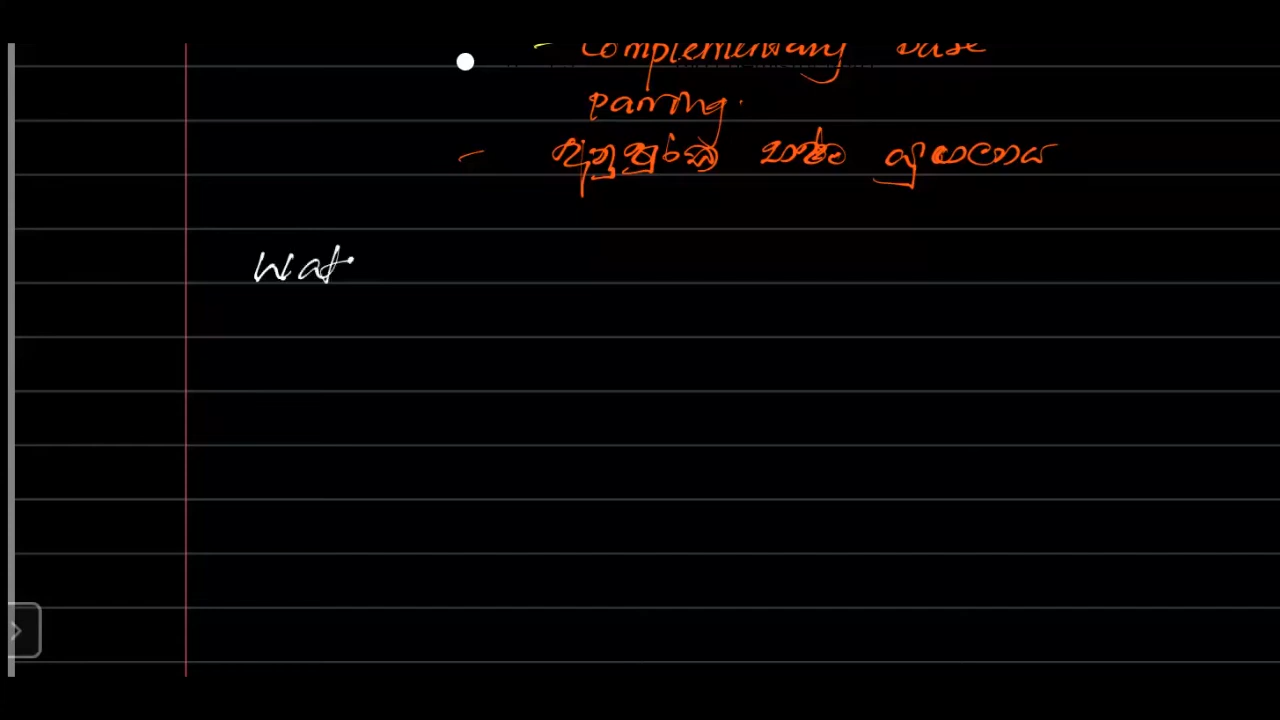 - complementary base
pairing.
- අනුපූරක භෂ්ම යුගලනය
Wat